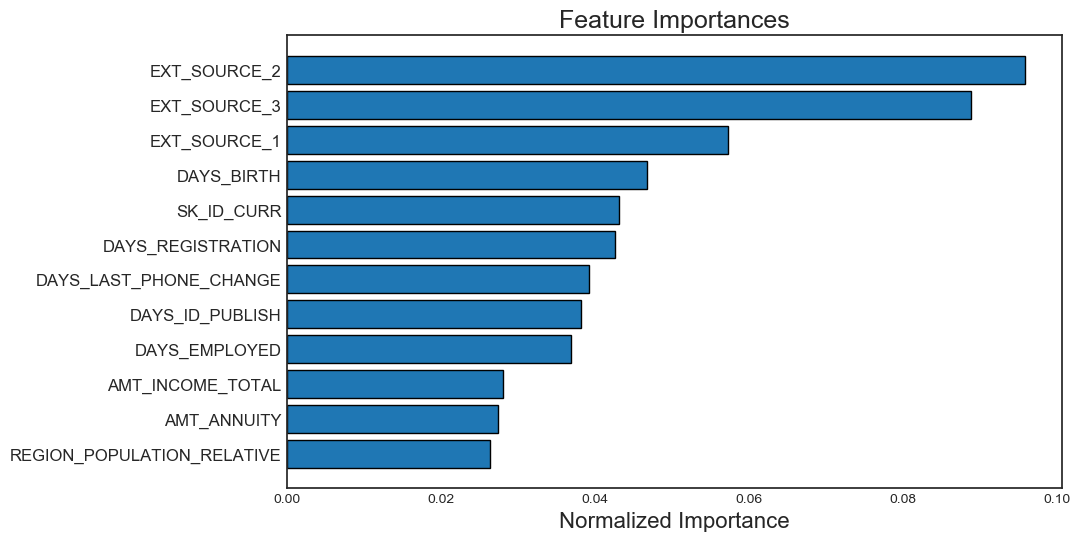 Feature Importances
EXT_SOURCE_2
EXT_SOURCE_3
EXT_SOURCE_1
DAYS_BIRTH
SK_ID_CURR
DAYS_REGISTRATION
DAYS_LAST_PHONE_CHANGE
DAYS_ID_PUBLISH
DAYS_EMPLOYED
AMT_INCOME_TOTAL
AMT_ANNUITY
REGION_POPULATION_RELATIVE
0.00 0.02 0.04 0.06 0.08 0.10
Normalized Importance